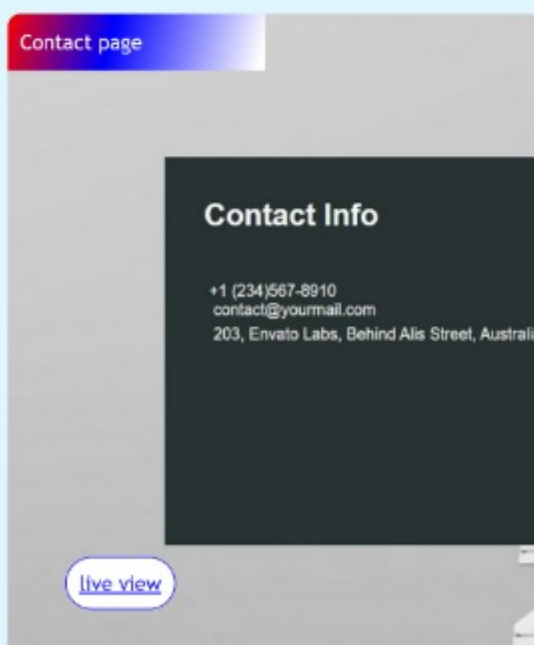 Contact page
Contact Info
+1 (234)567-8910
contact@yourmail.com
203, Envato Labs, Behind Alis Street, Australi
live view